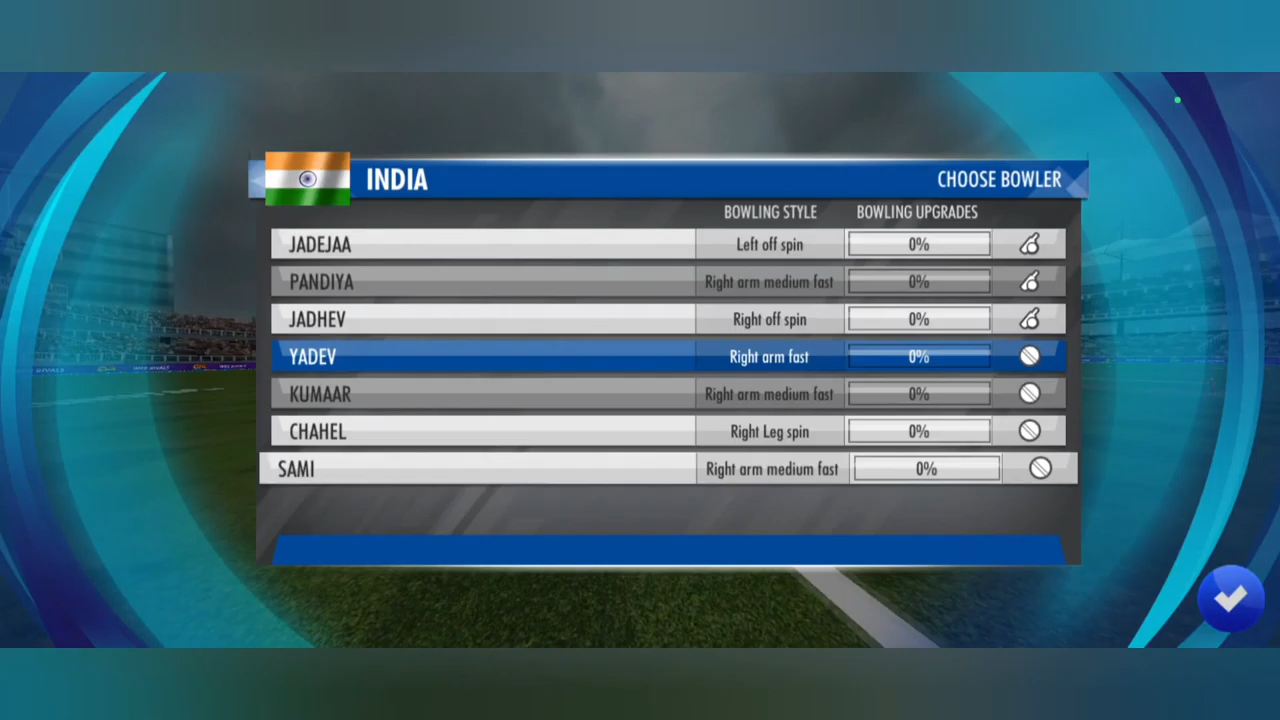 INDIA CHOOSE BOWLER
BOWLING STYLE BOWLING UPGRADES
JADEJAA Left off spin 0%
PANDIYA Right arm medium fast 0%
JADHEV Right off spin 0%
YADEV Right arm fast 0%
KUMAAR Right arm medium fast 0%
CHAHEL Right Leg spin 0%
SAMI Right arm medium fast 0%